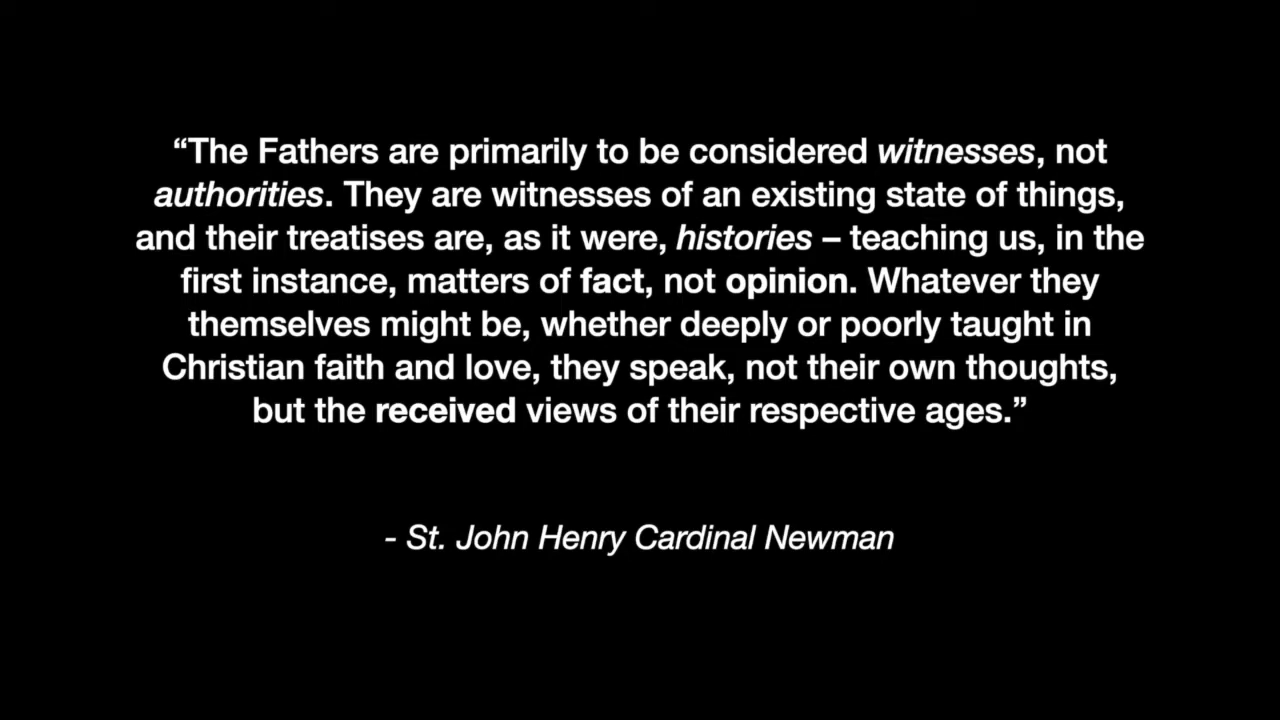 “The Fathers are primarily to be considered witnesses, not
authorities. They are witnesses of an existing state of things,
and their treatises are, as it were, histories – teaching us, in the
first instance, matters of fact, not opinion. Whatever they
themselves might be, whether deeply or poorly taught in
Christian faith and love, they speak, not their own thoughts,
but the received views of their respective ages.”
- St. John Henry Cardinal Newman